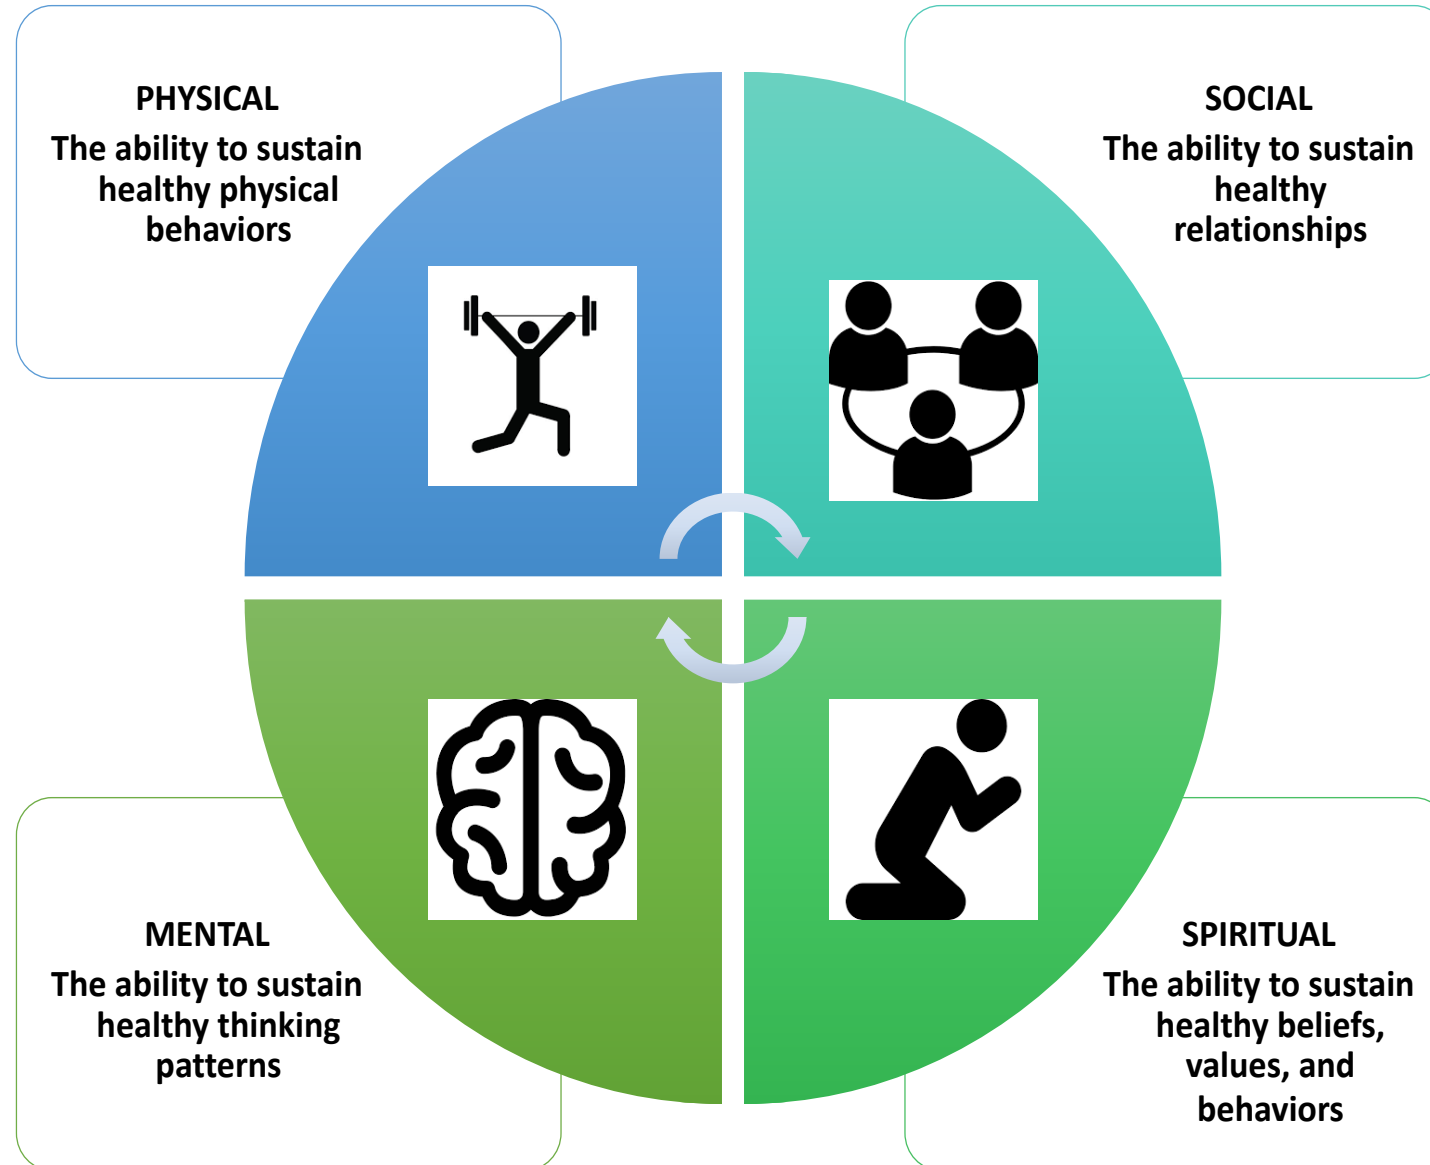 PHYSICAL
The ability to sustain
healthy physical
behaviors
SOCIAL
The ability to sustain
healthy
relationships
MENTAL
The ability to sustain
healthy thinking
patterns
SPIRITUAL
The ability to sustain
healthy beliefs,
values, and
behaviors